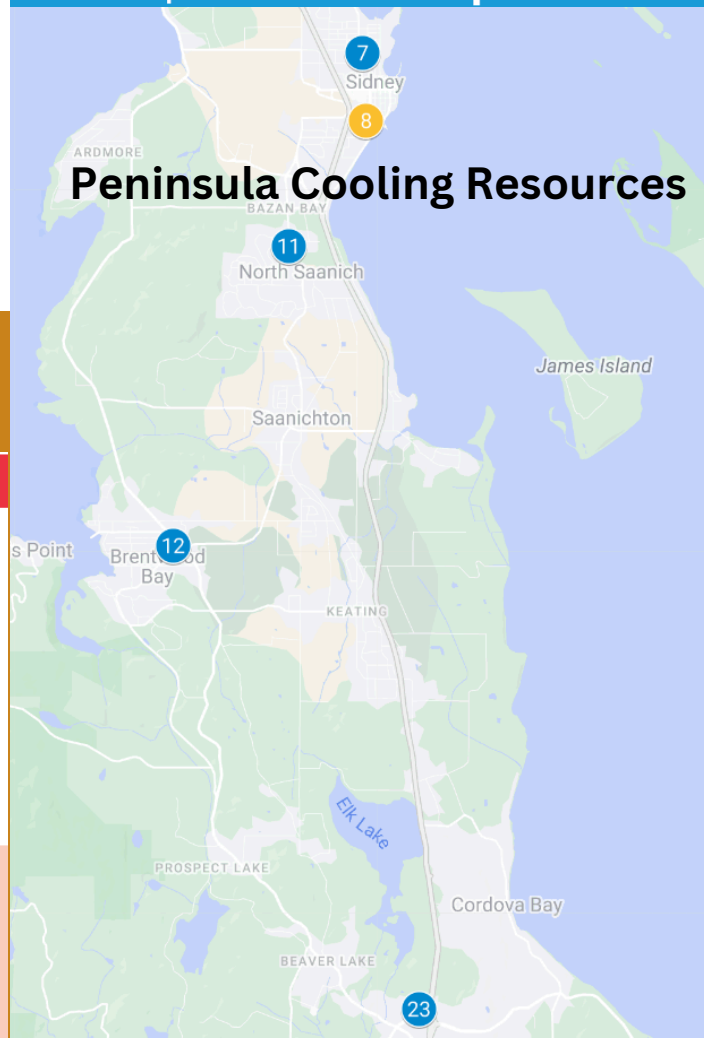 7
Sidney
8
ARDMORE
Peninsula Cooling Resources
BAZAN BAY
11
North Saanich
James Island
Saanichton
12
s Point
Brentwood
Bay
KEATING
Elk Lake
PROSPECT LAKE
Cordova Bay
BEAVER LAKE
23